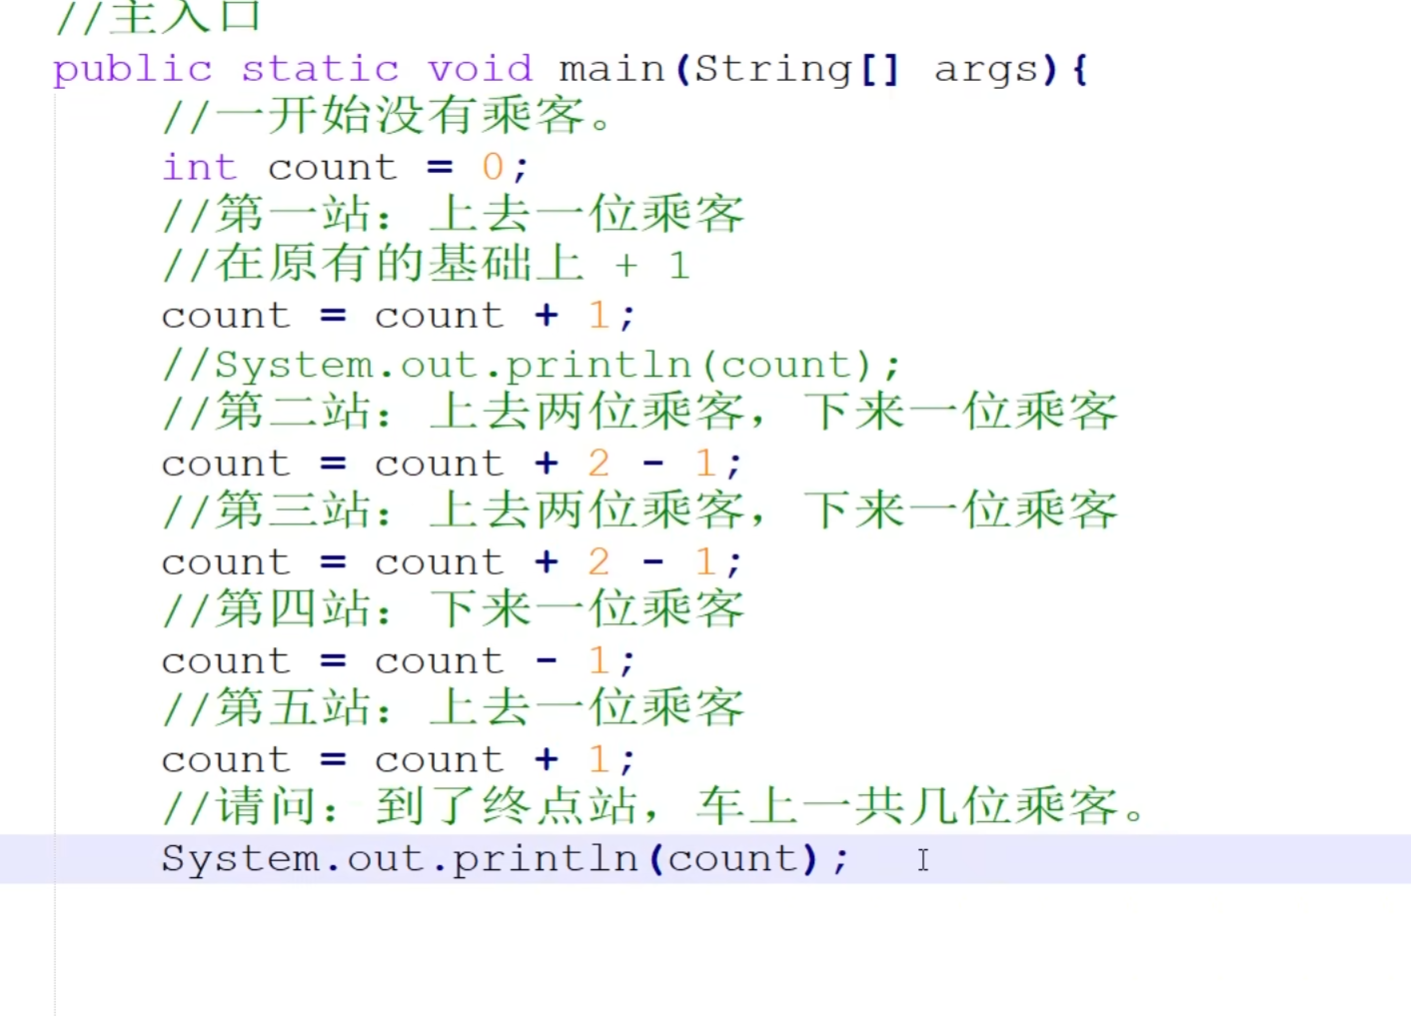 //主入口
public static void main(String[] args){
//一开始没有乘客。
int count = 0;
//第一站：上去一位乘客
//在原有的基础上 + 1
count = count + 1;
//System.out.println(count);
//第二站：上去两位乘客，下来一位乘客
count = count + 2 - 1;
//第三站：上去两位乘客，下来一位乘客
count = count + 2 - 1;
//第四站：下来一位乘客
count = count - 1;
//第五站：上去一位乘客
count = count + 1;
//请问：到了终点站，车上一共几位乘客。
System.out.println(count);